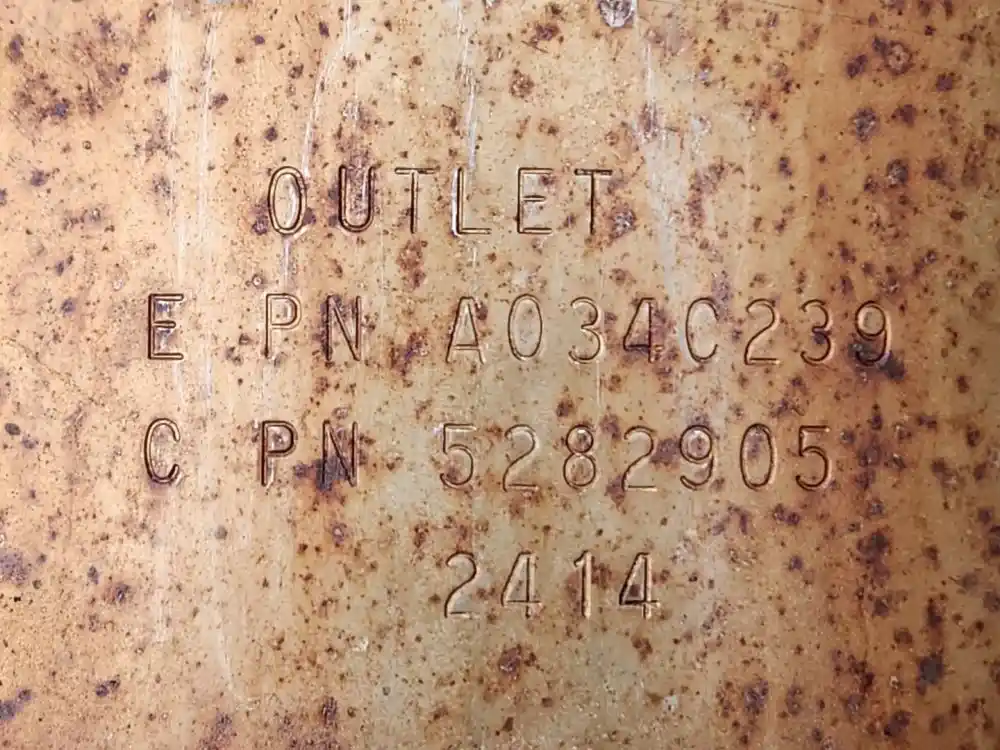 OUTLET
E PN A034C239
C PN 5282905
2414